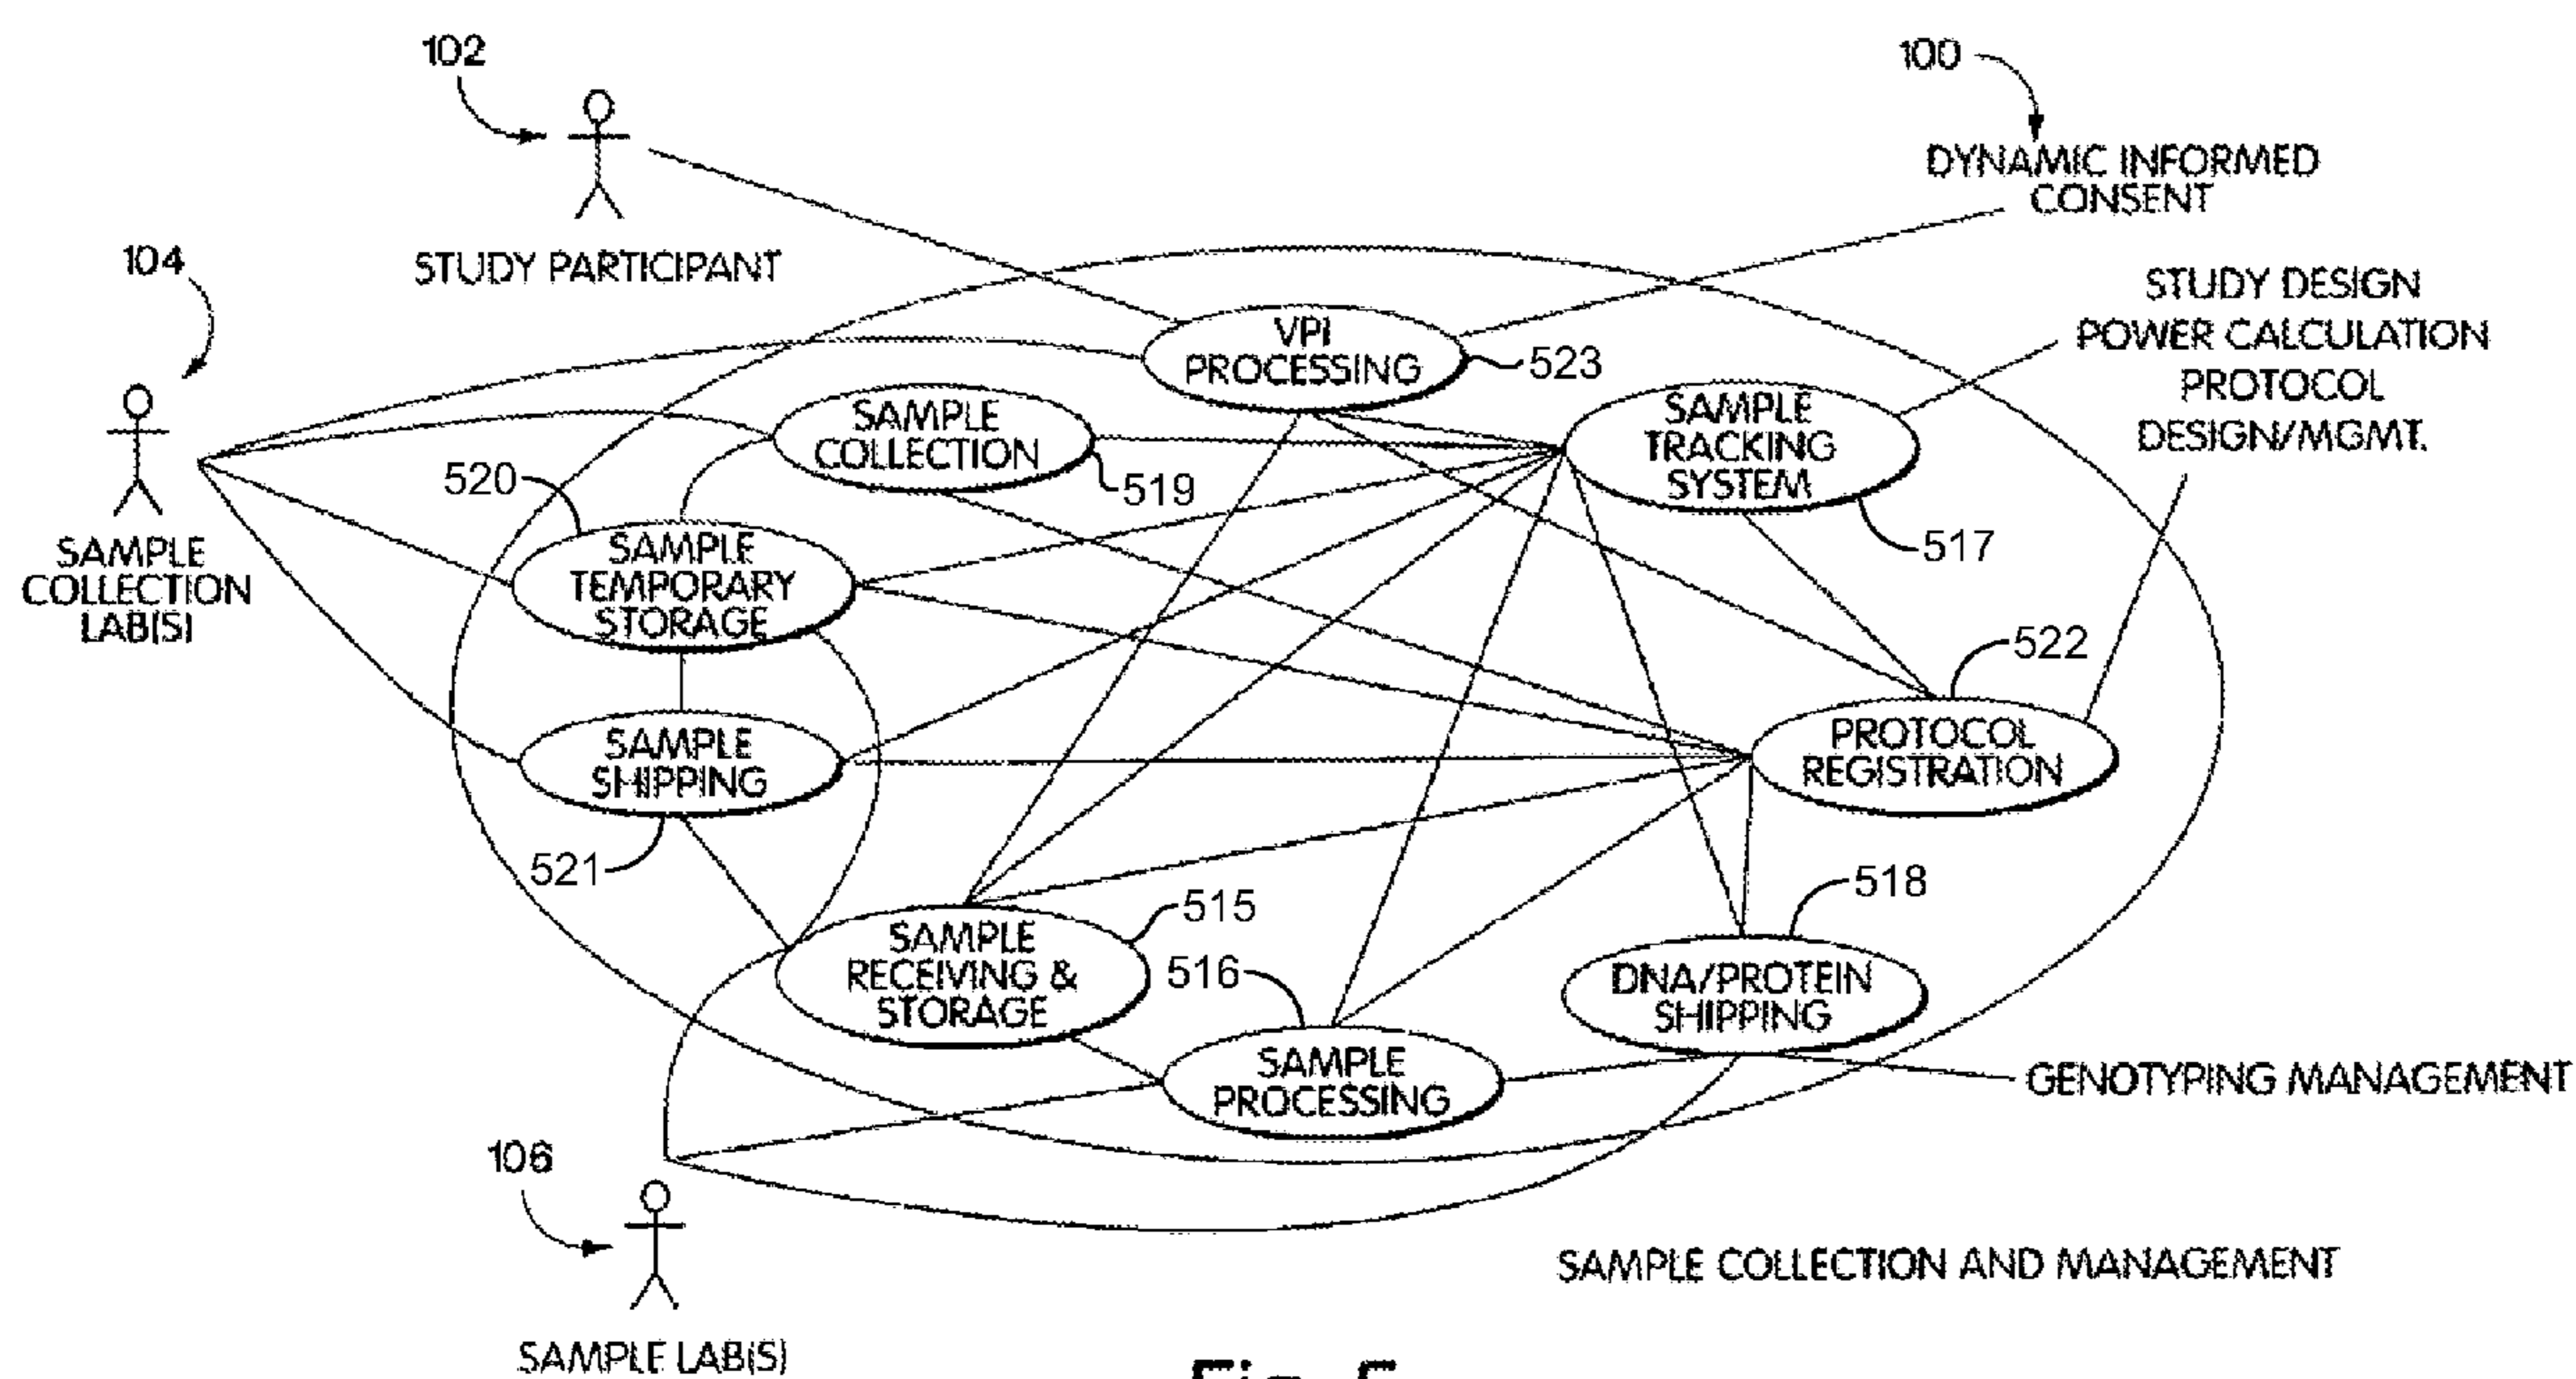 102
100
DYNAMIC INFORMED
CONSENT
104
STUDY PARTICIPANT
STUDY DESIGN
POWER CALCULATION
PROTOCOL
DESIGN/MGMT.
VPI
PROCESSING
523
SAMPLE
COLLECTION
519
SAMPLE
TRACKING
SYSTEM
517
520
SAMPLE
COLLECTION
LAB(S)
SAMPLE
TEMPORARY
STORAGE
522
SAMPLE
SHIPPING
521
PROTOCOL
REGISTRATION
515
SAMPLE
RECEIVING &
STORAGE
516
518
DNA/PROTEIN
SHIPPING
SAMPLE
PROCESSING
GENOTYPING MANAGEMENT
106
SAMPLE COLLECTION AND MANAGEMENT
SAMPLE LAB(S)
Fig. 5